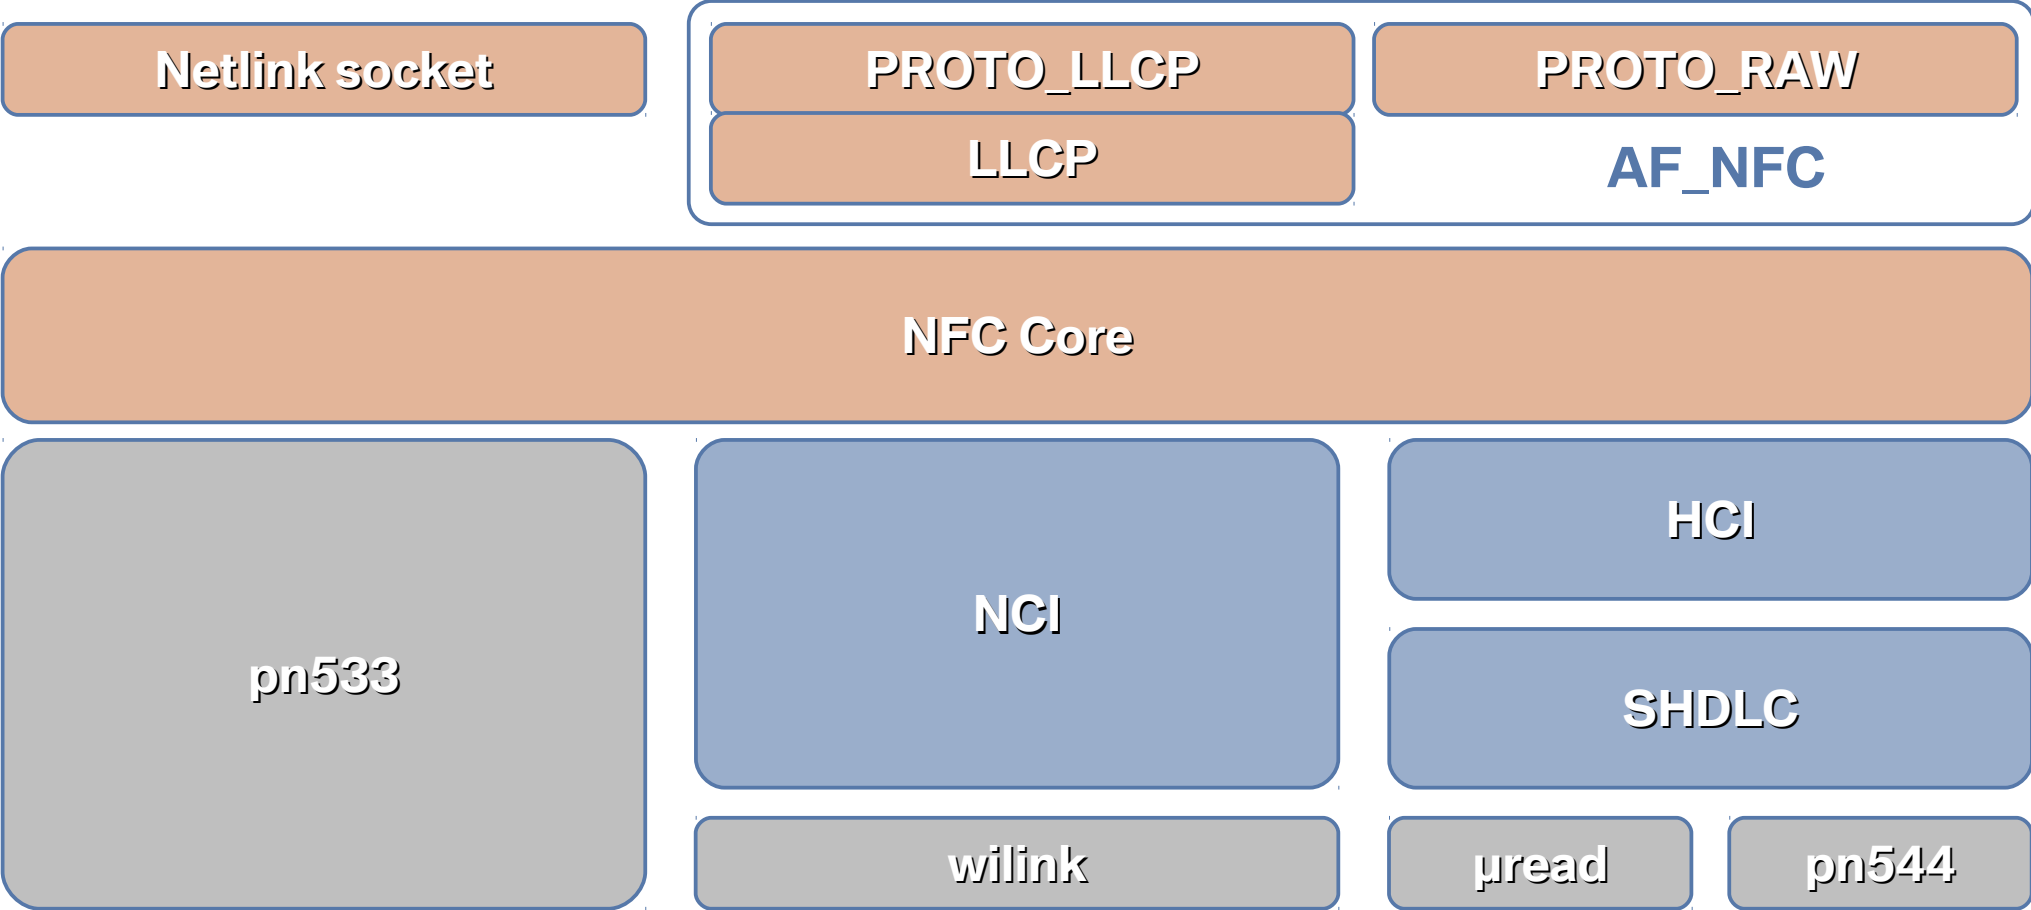 Netlink socket
PROTO_LLCP
PROTO_RAW
LLCP
AF_NFC
NFC Core
pn533
NCI
HCI
SHDLC
wilink
µread
pn544